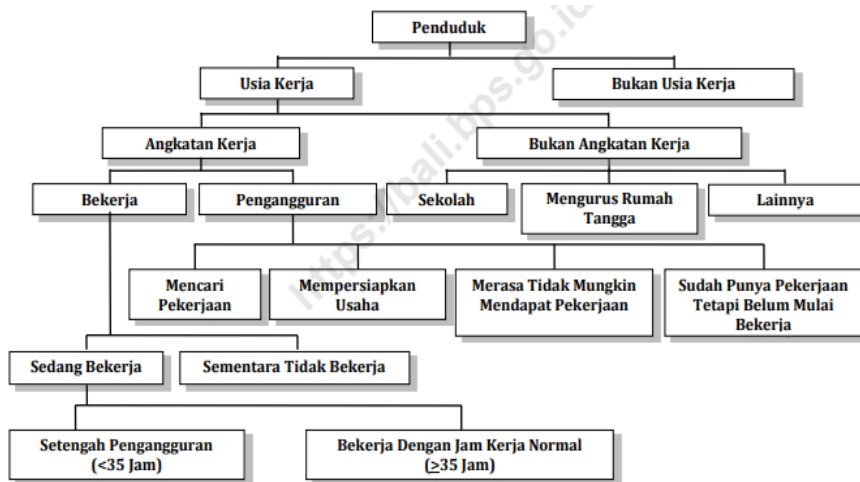 Penduduk
Usia Kerja
Bukan Usia Kerja
Angkatan Kerja
Bukan Angkatan Kerja
Bekerja
Pengangguran
Sekolah
Mengurus Rumah
Tangga
Lainnya
Mencari
Pekerjaan
Mempersiapkan
Usaha
Merasa Tidak Mungkin
Mendapat Pekerjaan
Sudah Punya Pekerjaan
Tetapi Belum Mulai
Bekerja
Sedang Bekerja
Sementara Tidak Bekerja
Setengah Pengangguran
(<35 Jam)
Bekerja Dengan Jam Kerja Normal
(≥35 Jam)
https://bali.bps.go.id